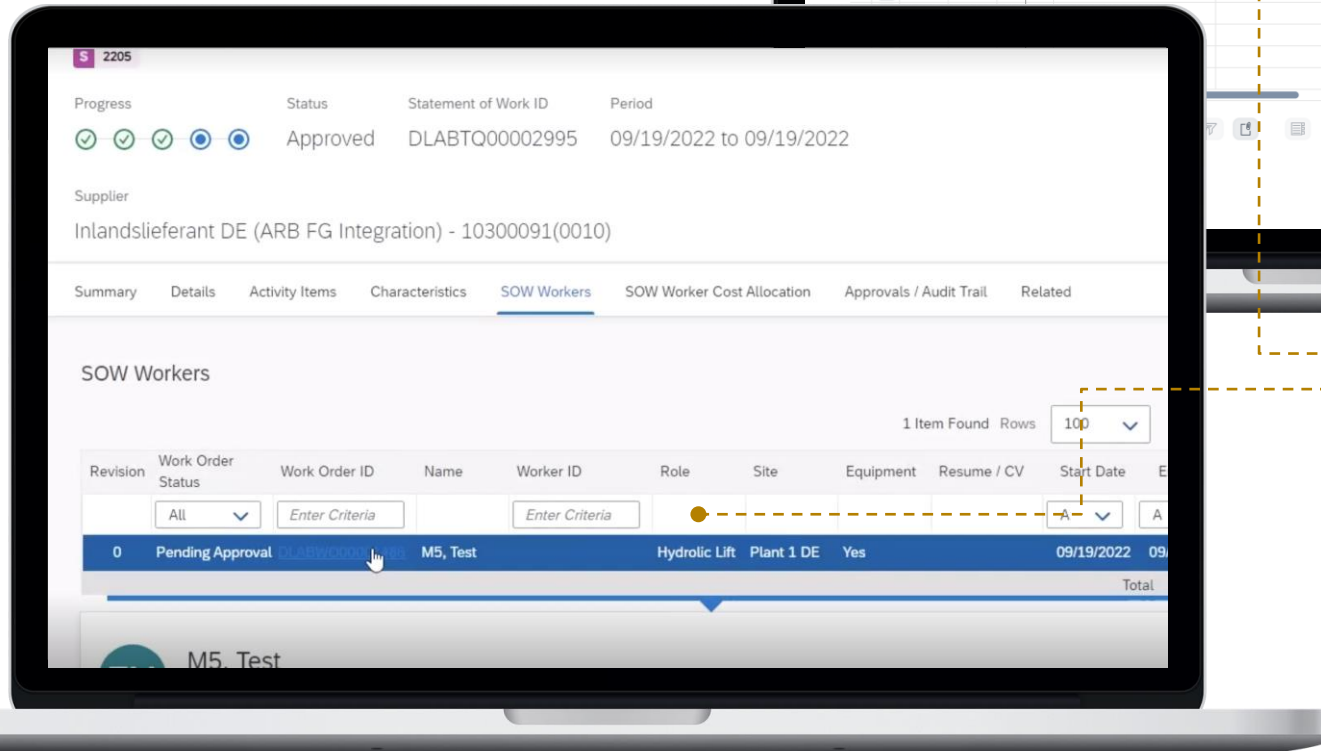 S 2205
Progress Status Statement of Work ID Period
Approved DLABTQ00002995 09/19/2022 to 09/19/2022
Supplier
Inlandslieferant DE (ARB FG Integration) - 10300091(0010)
Summary Details Activity Items Characteristics SOW Workers SOW Worker Cost Allocation Approvals / Audit Trail Related
SOW Workers
1 Item Found Rows 100
Revision Work Order Status Work Order ID Name Worker ID Role Site Equipment Resume / CV Start Date E
All Enter Criteria Enter Criteria A A
0 Pending Approval M5, Test Hydrolic Lift Plant 1 DE Yes 09/19/2022 09/
Total
M5, Test